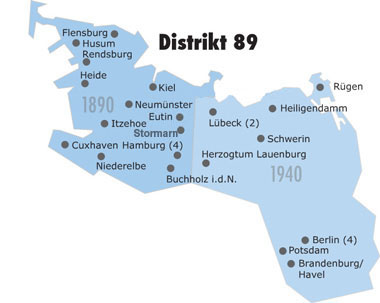 Distrikt 89
Flensburg
Husum
Rendsburg
Heide
Kiel
Rügen
1890
Neumünster
Heiligendamm
Eutin
Itzehoe
Lübeck (2)
Stormarn
Schwerin
Cuxhaven Hamburg (4)
Herzogtum Lauenburg
Niederelbe
Buchholz i.d.N.
1940
Berlin (4)
Potsdam
Brandenburg/
Havel